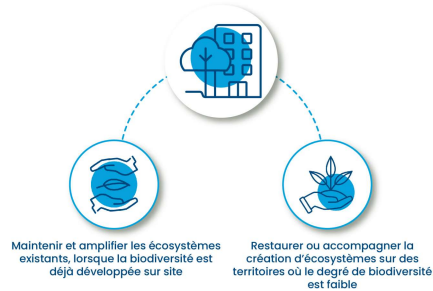 Maintenir et amplifier les écosystèmes
existants, lorsque la biodiversité est
déjà développée sur site
Restaurer ou accompagner la
création d'écosystèmes sur des
territoires où le degré de biodiversité
est faible